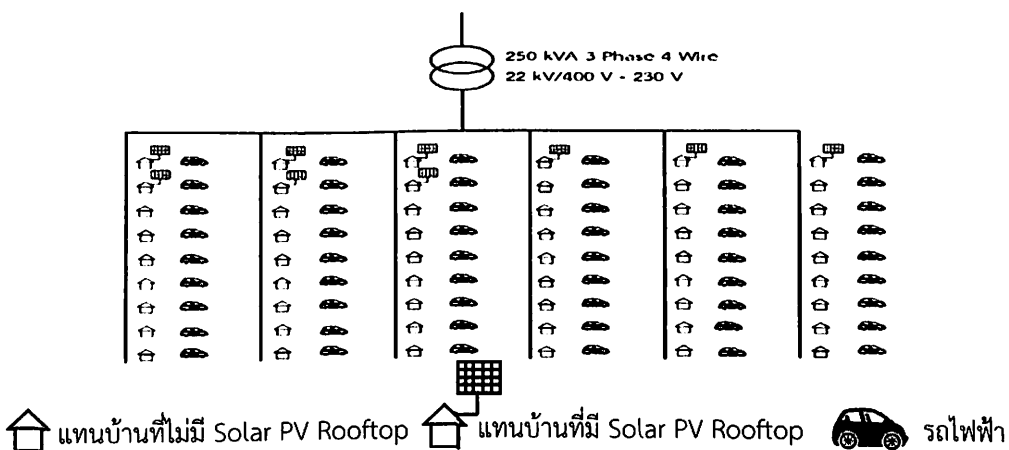 250 kVA 3 Phase 4 Wire
22 kV/400 V - 230 V
แทนบ้านที่ไม่มี Solar PV Rooftop
แทนบ้านที่มี Solar PV Rooftop
รถไฟฟ้า